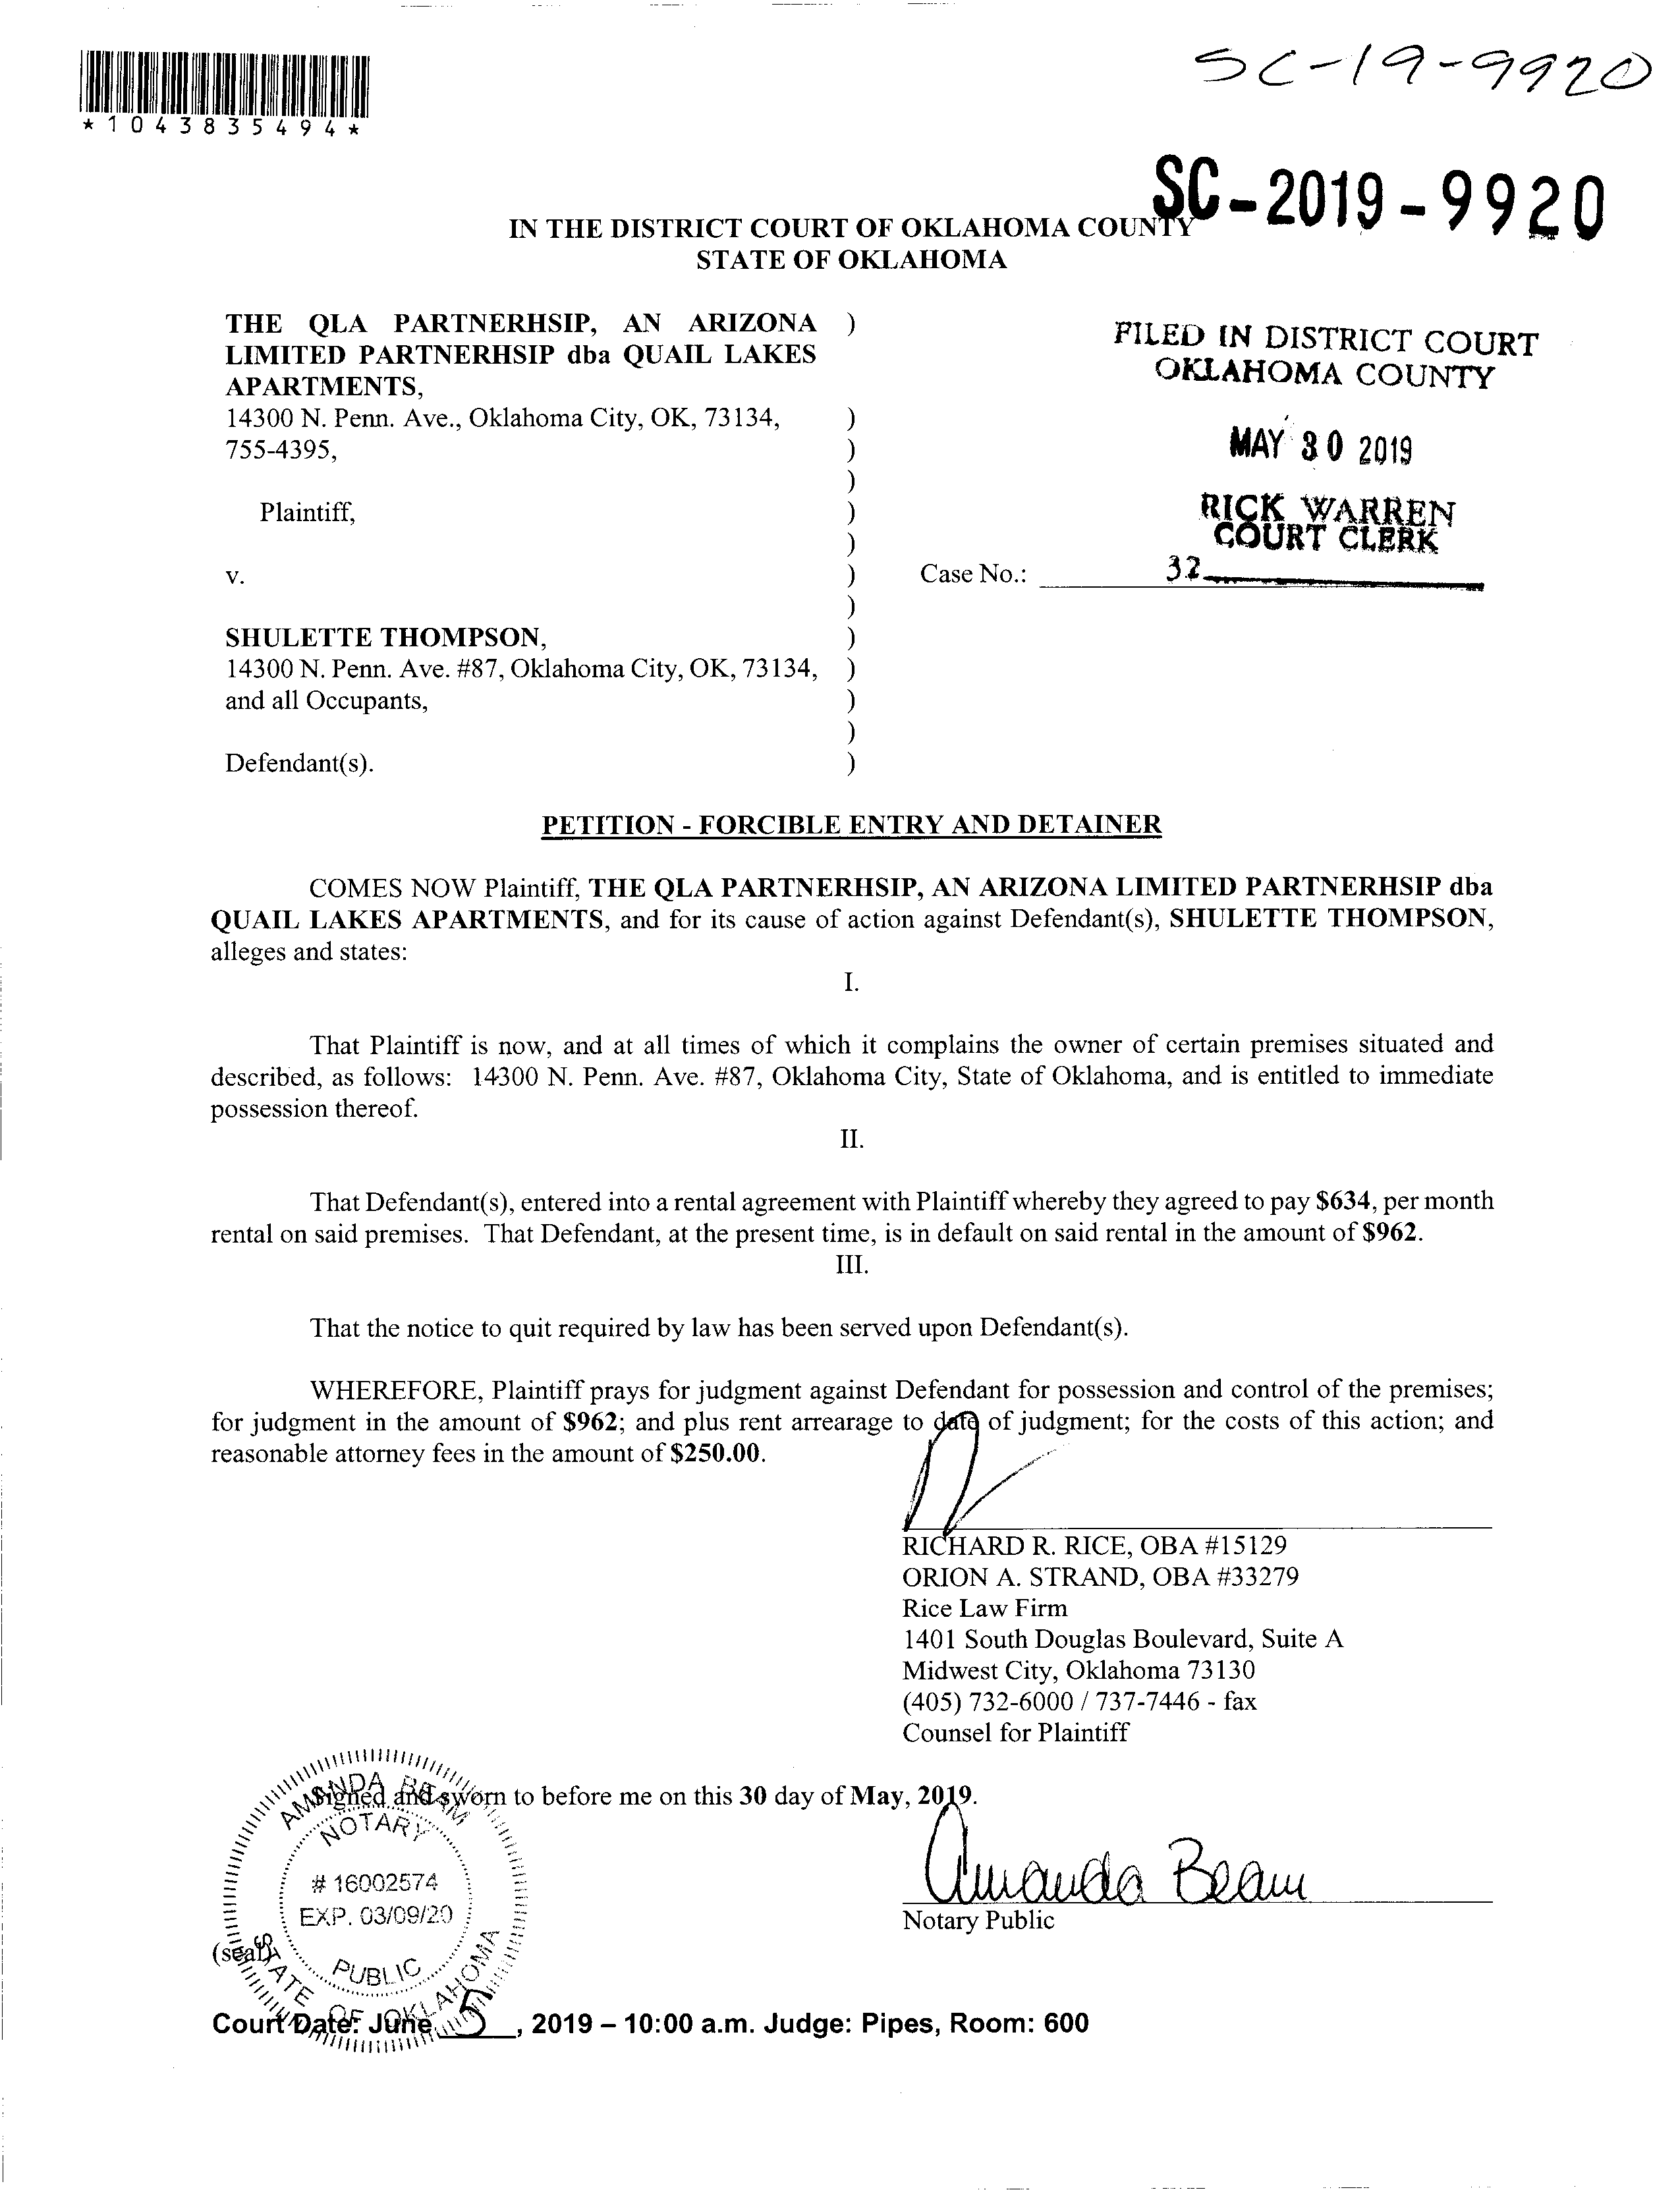 SC-19-9920
*1043835494*
SC-2019-9920
IN THE DISTRICT COURT OF OKLAHOMA COUNTY
STATE OF OKLAHOMA
THE QLA PARTNERHSIP, AN ARIZONA )
LIMITED PARTNERHSIP dba QUAIL LAKES
APARTMENTS,
14300 N. Penn. Ave., Oklahoma City, OK, 73134, )
755-4395, )
)
Plaintiff, )
)
v. )
)
SHULETTE THOMPSON, )
14300 N. Penn. Ave. #87, Oklahoma City, OK, 73134, )
and all Occupants, )
)
Defendant(s). )
FILED IN DISTRICT COURT
OKLAHOMA COUNTY
MAY 30 2019
RICK WARREN
COURT CLERK
Case No.: 32
PETITION - FORCIBLE ENTRY AND DETAINER
COMES NOW Plaintiff, THE QLA PARTNERHSIP, AN ARIZONA LIMITED PARTNERHSIP dba
QUAIL LAKES APARTMENTS, and for its cause of action against Defendant(s), SHULETTE THOMPSON,
alleges and states:
I.
That Plaintiff is now, and at all times of which it complains the owner of certain premises situated and
described, as follows: 14300 N. Penn. Ave. #87, Oklahoma City, State of Oklahoma, and is entitled to immediate
possession thereof.
II.
That Defendant(s), entered into a rental agreement with Plaintiff whereby they agreed to pay $634, per month
rental on said premises. That Defendant, at the present time, is in default on said rental in the amount of $962.
III.
That the notice to quit required by law has been served upon Defendant(s).
WHEREFORE, Plaintiff prays for judgment against Defendant for possession and control of the premises;
for judgment in the amount of $962; and plus rent arrearage to date of judgment; for the costs of this action; and
reasonable attorney fees in the amount of $250.00.
RICHARD R. RICE, OBA #15129
ORION A. STRAND, OBA #33279
Rice Law Firm
1401 South Douglas Boulevard, Suite A
Midwest City, Oklahoma 73130
(405) 732-6000 / 737-7446 - fax
Counsel for Plaintiff
Signed and sworn to before me on this 30 day of May, 2019.
AMANDA BEAM
NOTARY
# 16002574
EXP. 03/09/20
PUBLIC
STATE OF OKLAHOMA
Amanda Beam
Notary Public
(seal)
Court Date: June 5, 2019 – 10:00 a.m. Judge: Pipes, Room: 600